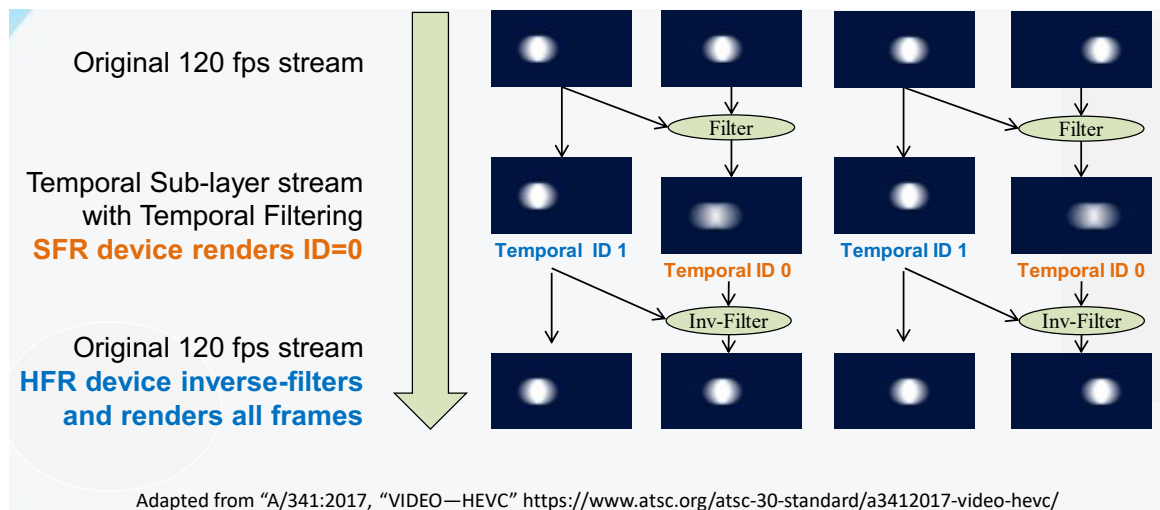 Original 120 fps stream
Filter
Filter
Temporal Sub-layer stream
with Temporal Filtering
SFR device renders ID=0
Temporal ID 1
Temporal ID 0
Temporal ID 1
Temporal ID 0
Inv-Filter
Inv-Filter
Original 120 fps stream
HFR device inverse-filters
and renders all frames
Adapted from “A/341:2017, “VIDEO—HEVC” https://www.atsc.org/atsc-30-standard/a3412017-video-hevc/